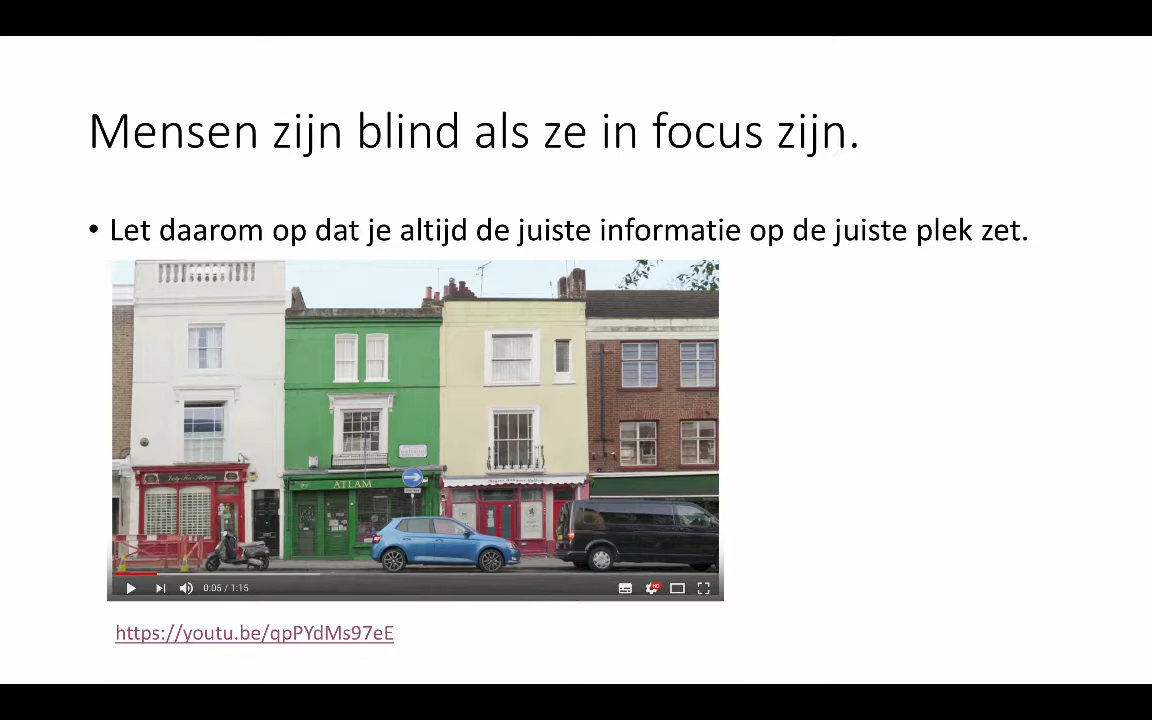 Mensen zijn blind als ze in focus zijn.
• Let daarom op dat je altijd de juiste informatie op de juiste plek zet.
ATLAM
0:05 / 1:15
HD
https://youtu.be/qpPYdMs97eE